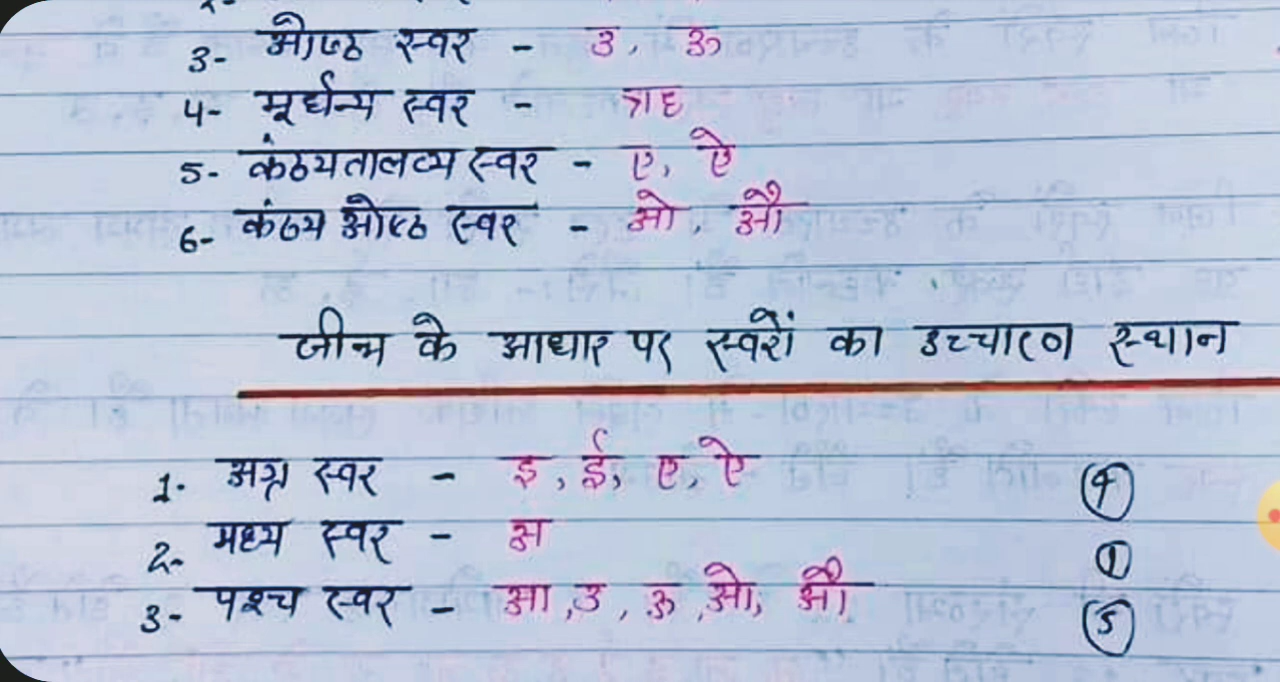 3- ओष्ठ स्वर - उ, ऊ
4- मूर्धन्य स्वर - ऋ
5- कंठ्यतालव्य स्वर - ए, ऐ
6- कंठ्य ओष्ठ स्वर - ओ, औ
जीभ के आधार पर स्वरों का उच्चारण स्थान
1- अग्र स्वर - इ, ई, ए, ऐ (4)
2- मध्य स्वर - अ (1)
3- पश्च स्वर - आ, उ, ऊ, ओ, औ (5)